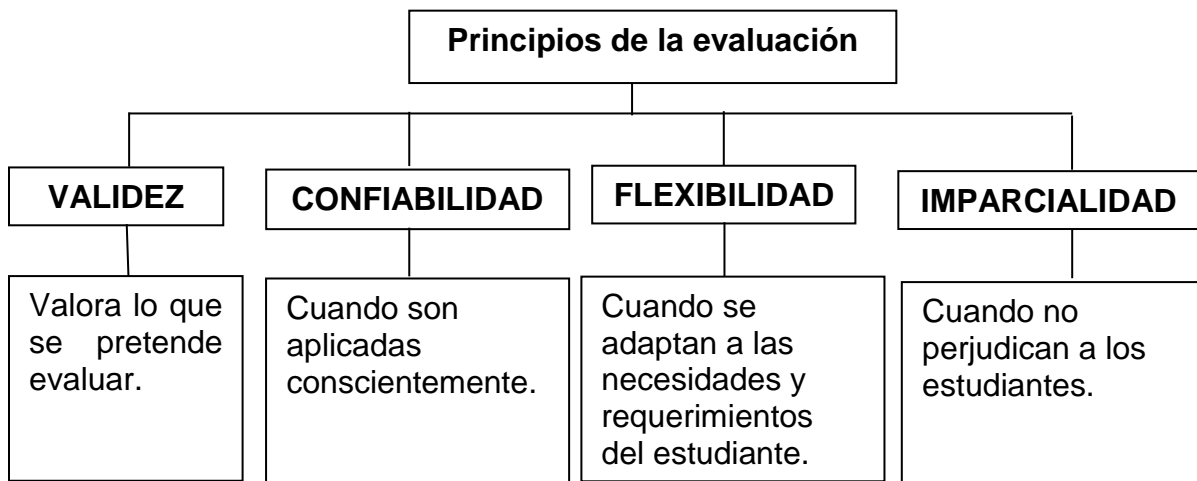 Principios de la evaluación
VALIDEZ
CONFIABILIDAD
FLEXIBILIDAD
IMPARCIALIDAD
Valora lo que
se pretende
evaluar.
Cuando son
aplicadas
conscientemente.
Cuando se
adaptan a las
necesidades y
requerimientos
del estudiante.
Cuando no
perjudican a los
estudiantes.